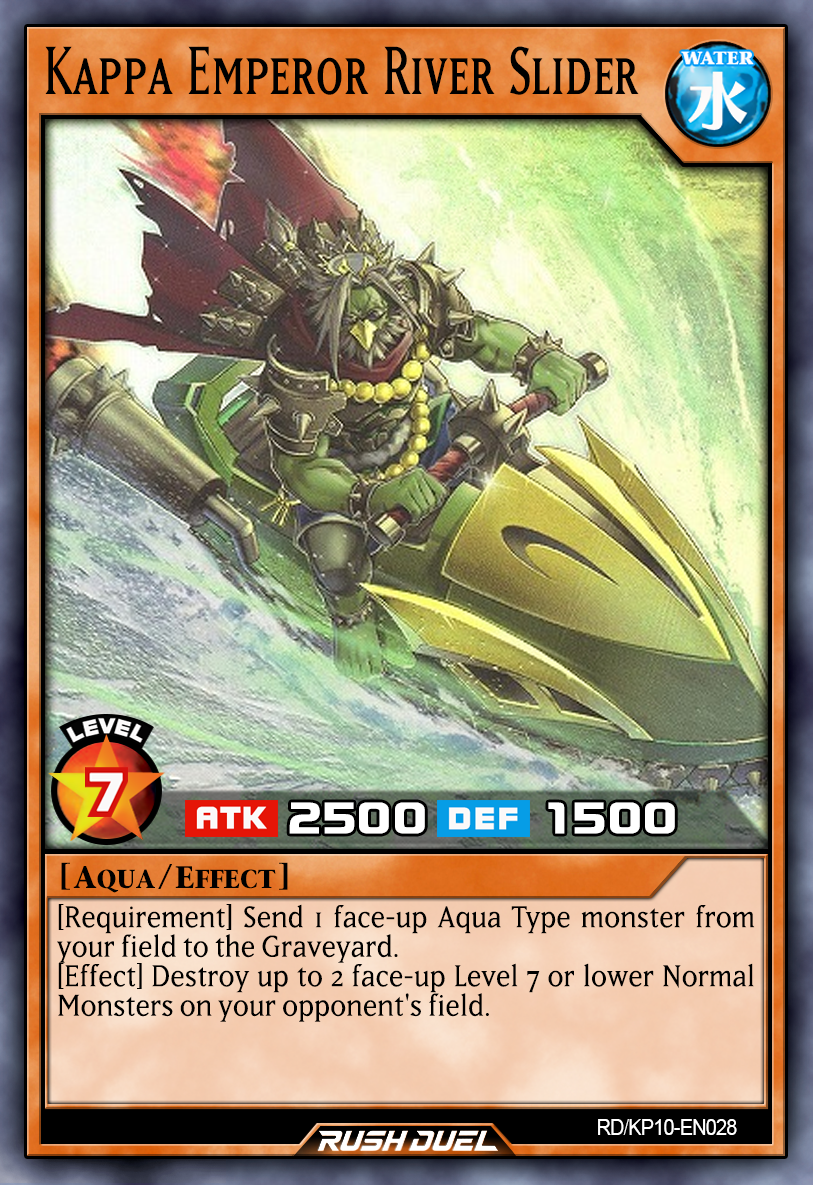 Kappa Emperor River Slider
WATER
水
LEVEL
7
ATK 2500 DEF 1500
[Aqua/Effect]
[Requirement] Send 1 face-up Aqua Type monster from
your field to the Graveyard.
[Effect] Destroy up to 2 face-up Level 7 or lower Normal
Monsters on your opponent's field.
RD/KP10-EN028
RUSH DUEL